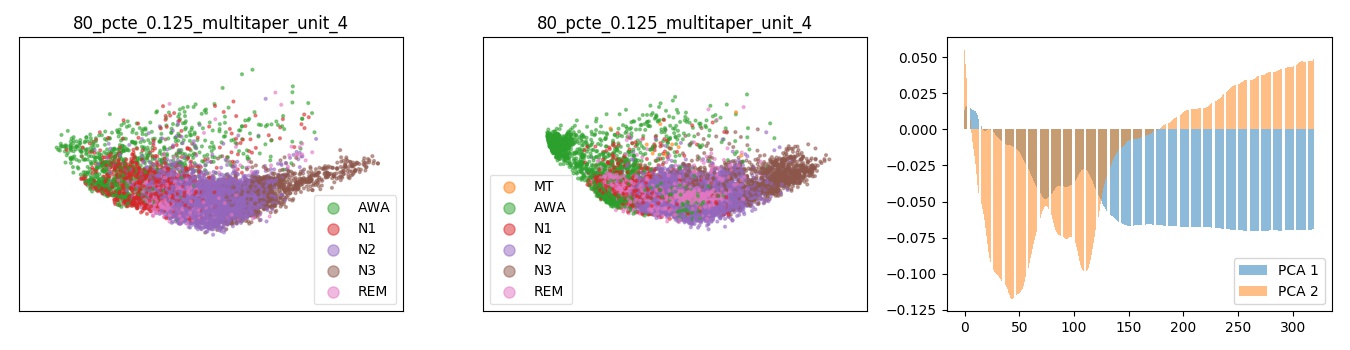 80_pcte_0.125_multitaper_unit_4
AWA
N1
N2
N3
REM
80_pcte_0.125_multitaper_unit_4
MT
AWA
N1
N2
N3
REM
0.050
0.025
0.000
−0.025
−0.050
−0.075
−0.100
−0.125
0 50 100 150 200 250 300
PCA 1
PCA 2